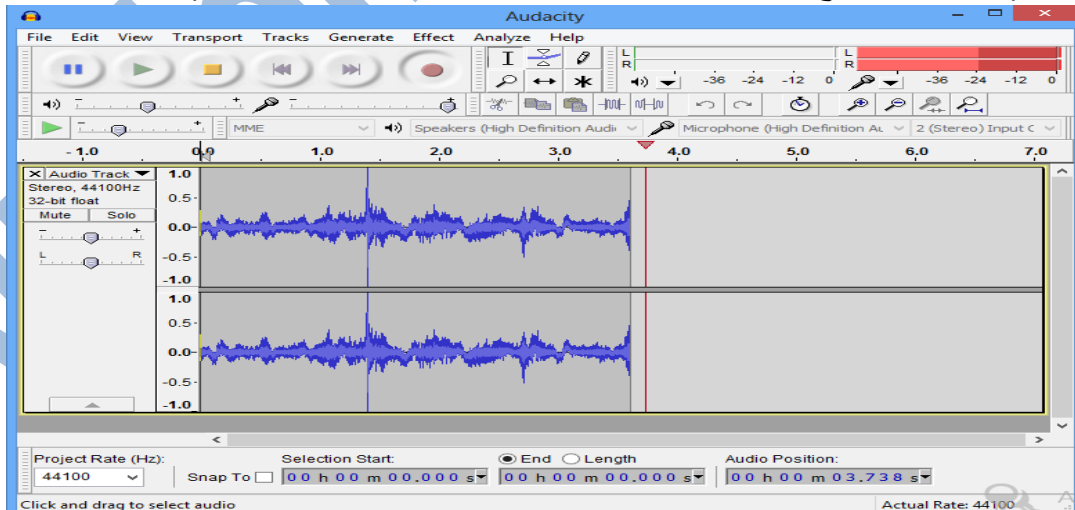 Audacity
File Edit View Transport Tracks Generate Effect Analyze Help
L
R
-36 -24 -12 0
L
R
-36 -24 -12 0
MME
Speakers (High Definition Audi
Microphone (High Definition Au
2 (Stereo) Input C
- 1.0 0.0 1.0 2.0 3.0 4.0 5.0 6.0 7.0
X Audio Track
Stereo, 44100Hz
32-bit float
Mute Solo
- +
L R
1.0
0.5
0.0
-0.5
-1.0
1.0
0.5
0.0
-0.5
-1.0
Project Rate (Hz): Selection Start: End Length Audio Position:
44100 Snap To 00 h 00 m 00.000 s 00 h 00 m 00.000 s 00 h 00 m 03.738 s
Click and drag to select audio Actual Rate: 44100